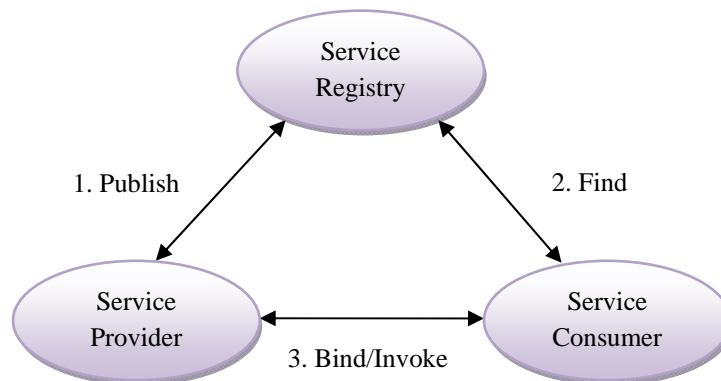 Service
Registry
1. Publish
2. Find
Service
Provider
Service
Consumer
3. Bind/Invoke